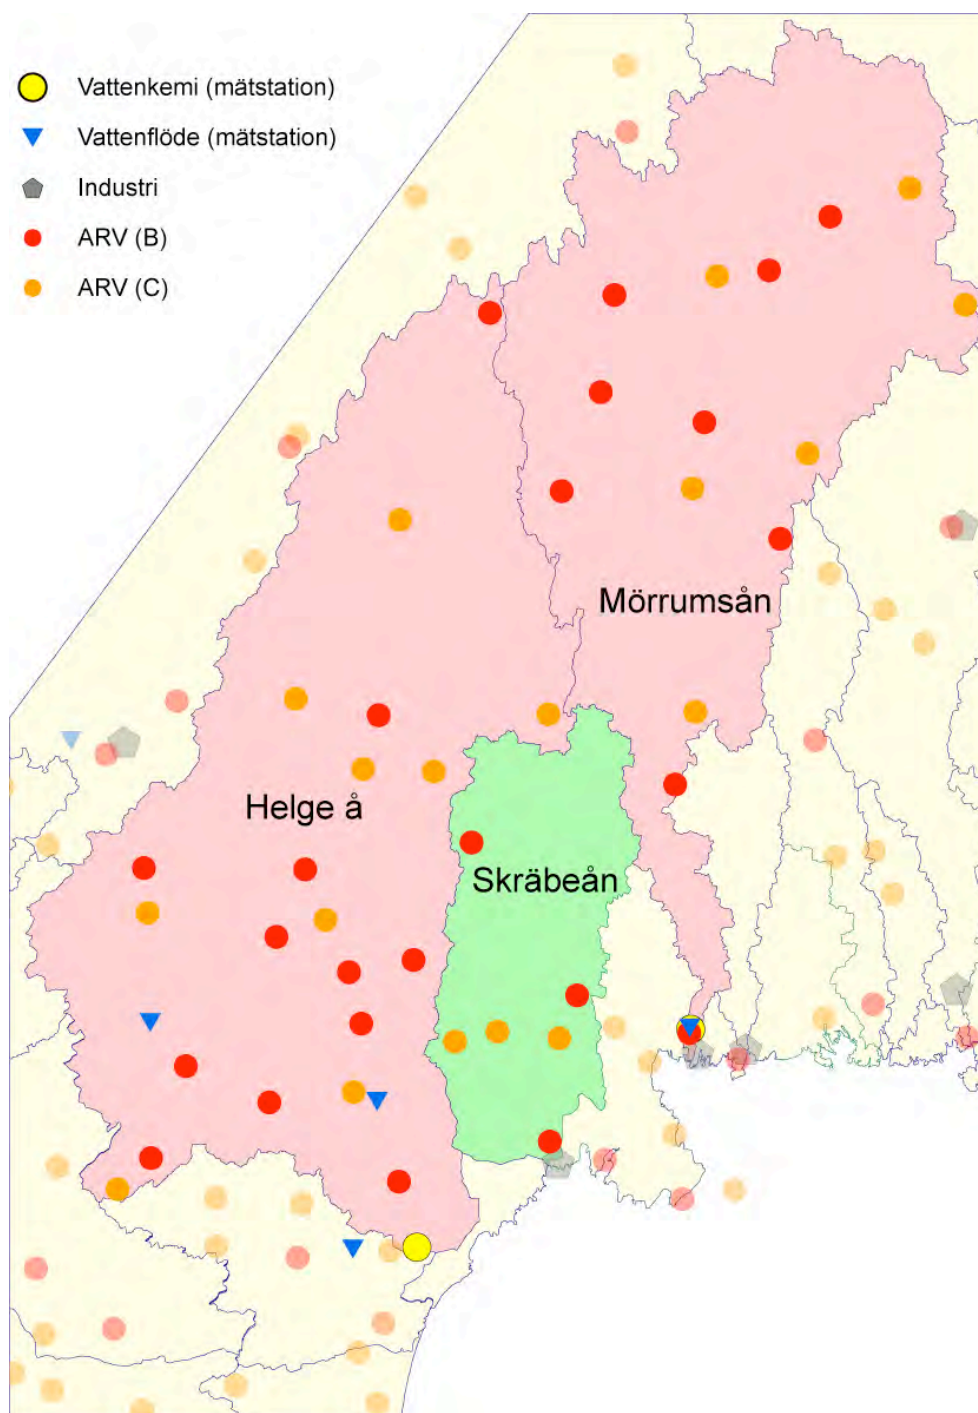 Vattenkemi (mätstation)
Vattenflöde (mätstation)
Industri
ARV (B)
ARV (C)
Mörrumsån
Helge å
Skräbeån